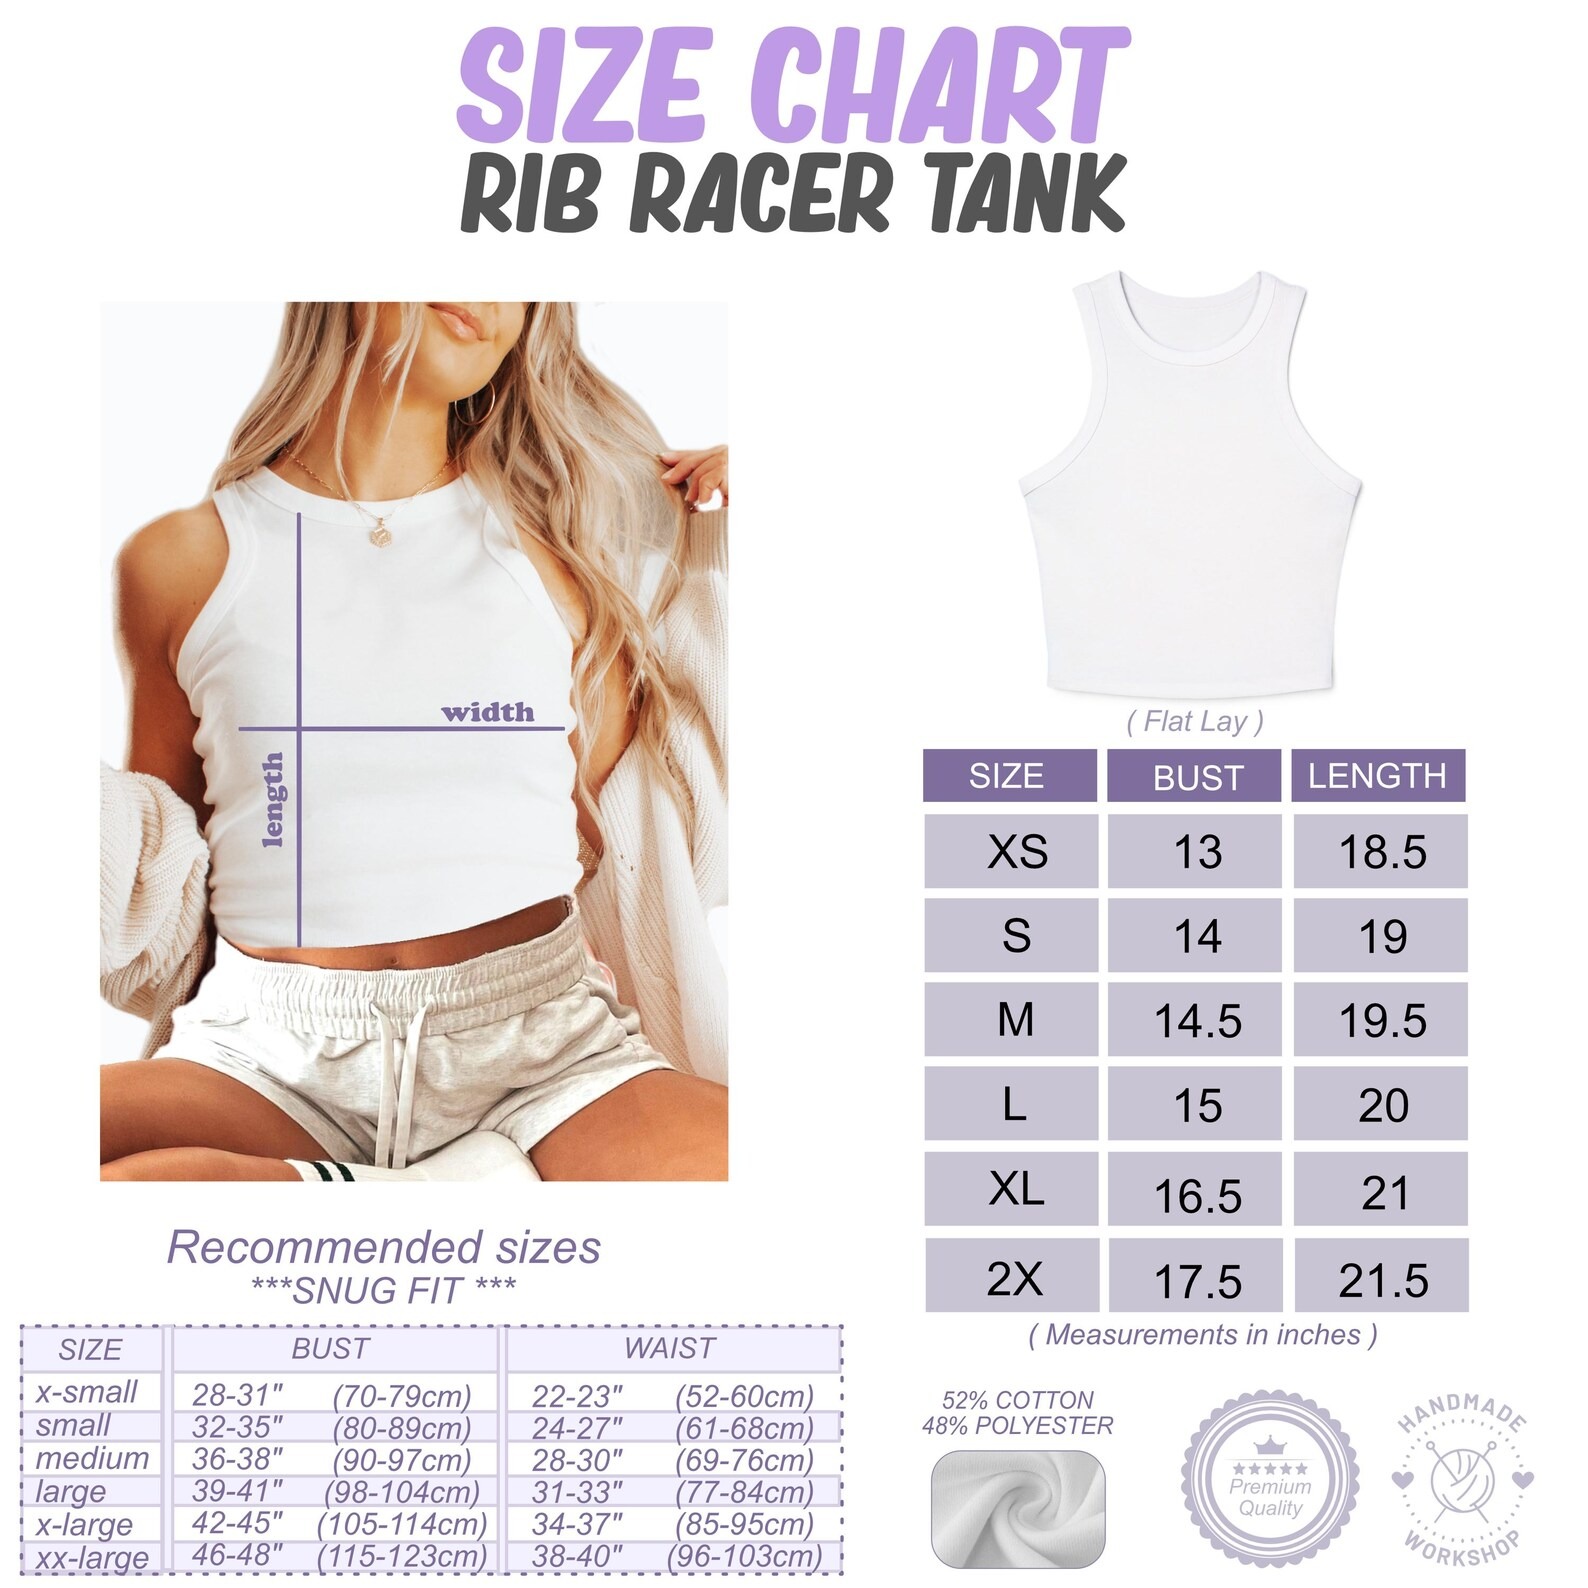 SIZE CHART
RIB RACER TANK
width
length
( Flat Lay )
SIZE BUST LENGTH
XS 13 18.5
S 14 19
M 14.5 19.5
L 15 20
XL 16.5 21
2X 17.5 21.5
( Measurements in inches )
Recommended sizes
***SNUG FIT ***
SIZE BUST WAIST
x-small 28-31" (70-79cm) 22-23" (52-60cm)
small 32-35" (80-89cm) 24-27" (61-68cm)
medium 36-38" (90-97cm) 28-30" (69-76cm)
large 39-41" (98-104cm) 31-33" (77-84cm)
x-large 42-45" (105-114cm) 34-37" (85-95cm)
xx-large 46-48" (115-123cm) 38-40" (96-103cm)
52% COTTON
48% POLYESTER
Premium
Quality
HANDMADE
WORKSHOP